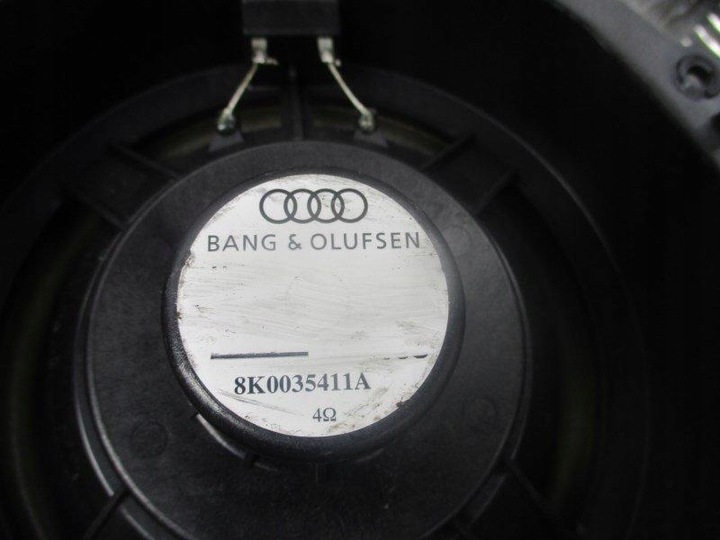 BANG & OLUFSEN
8K0035411A
4Ω